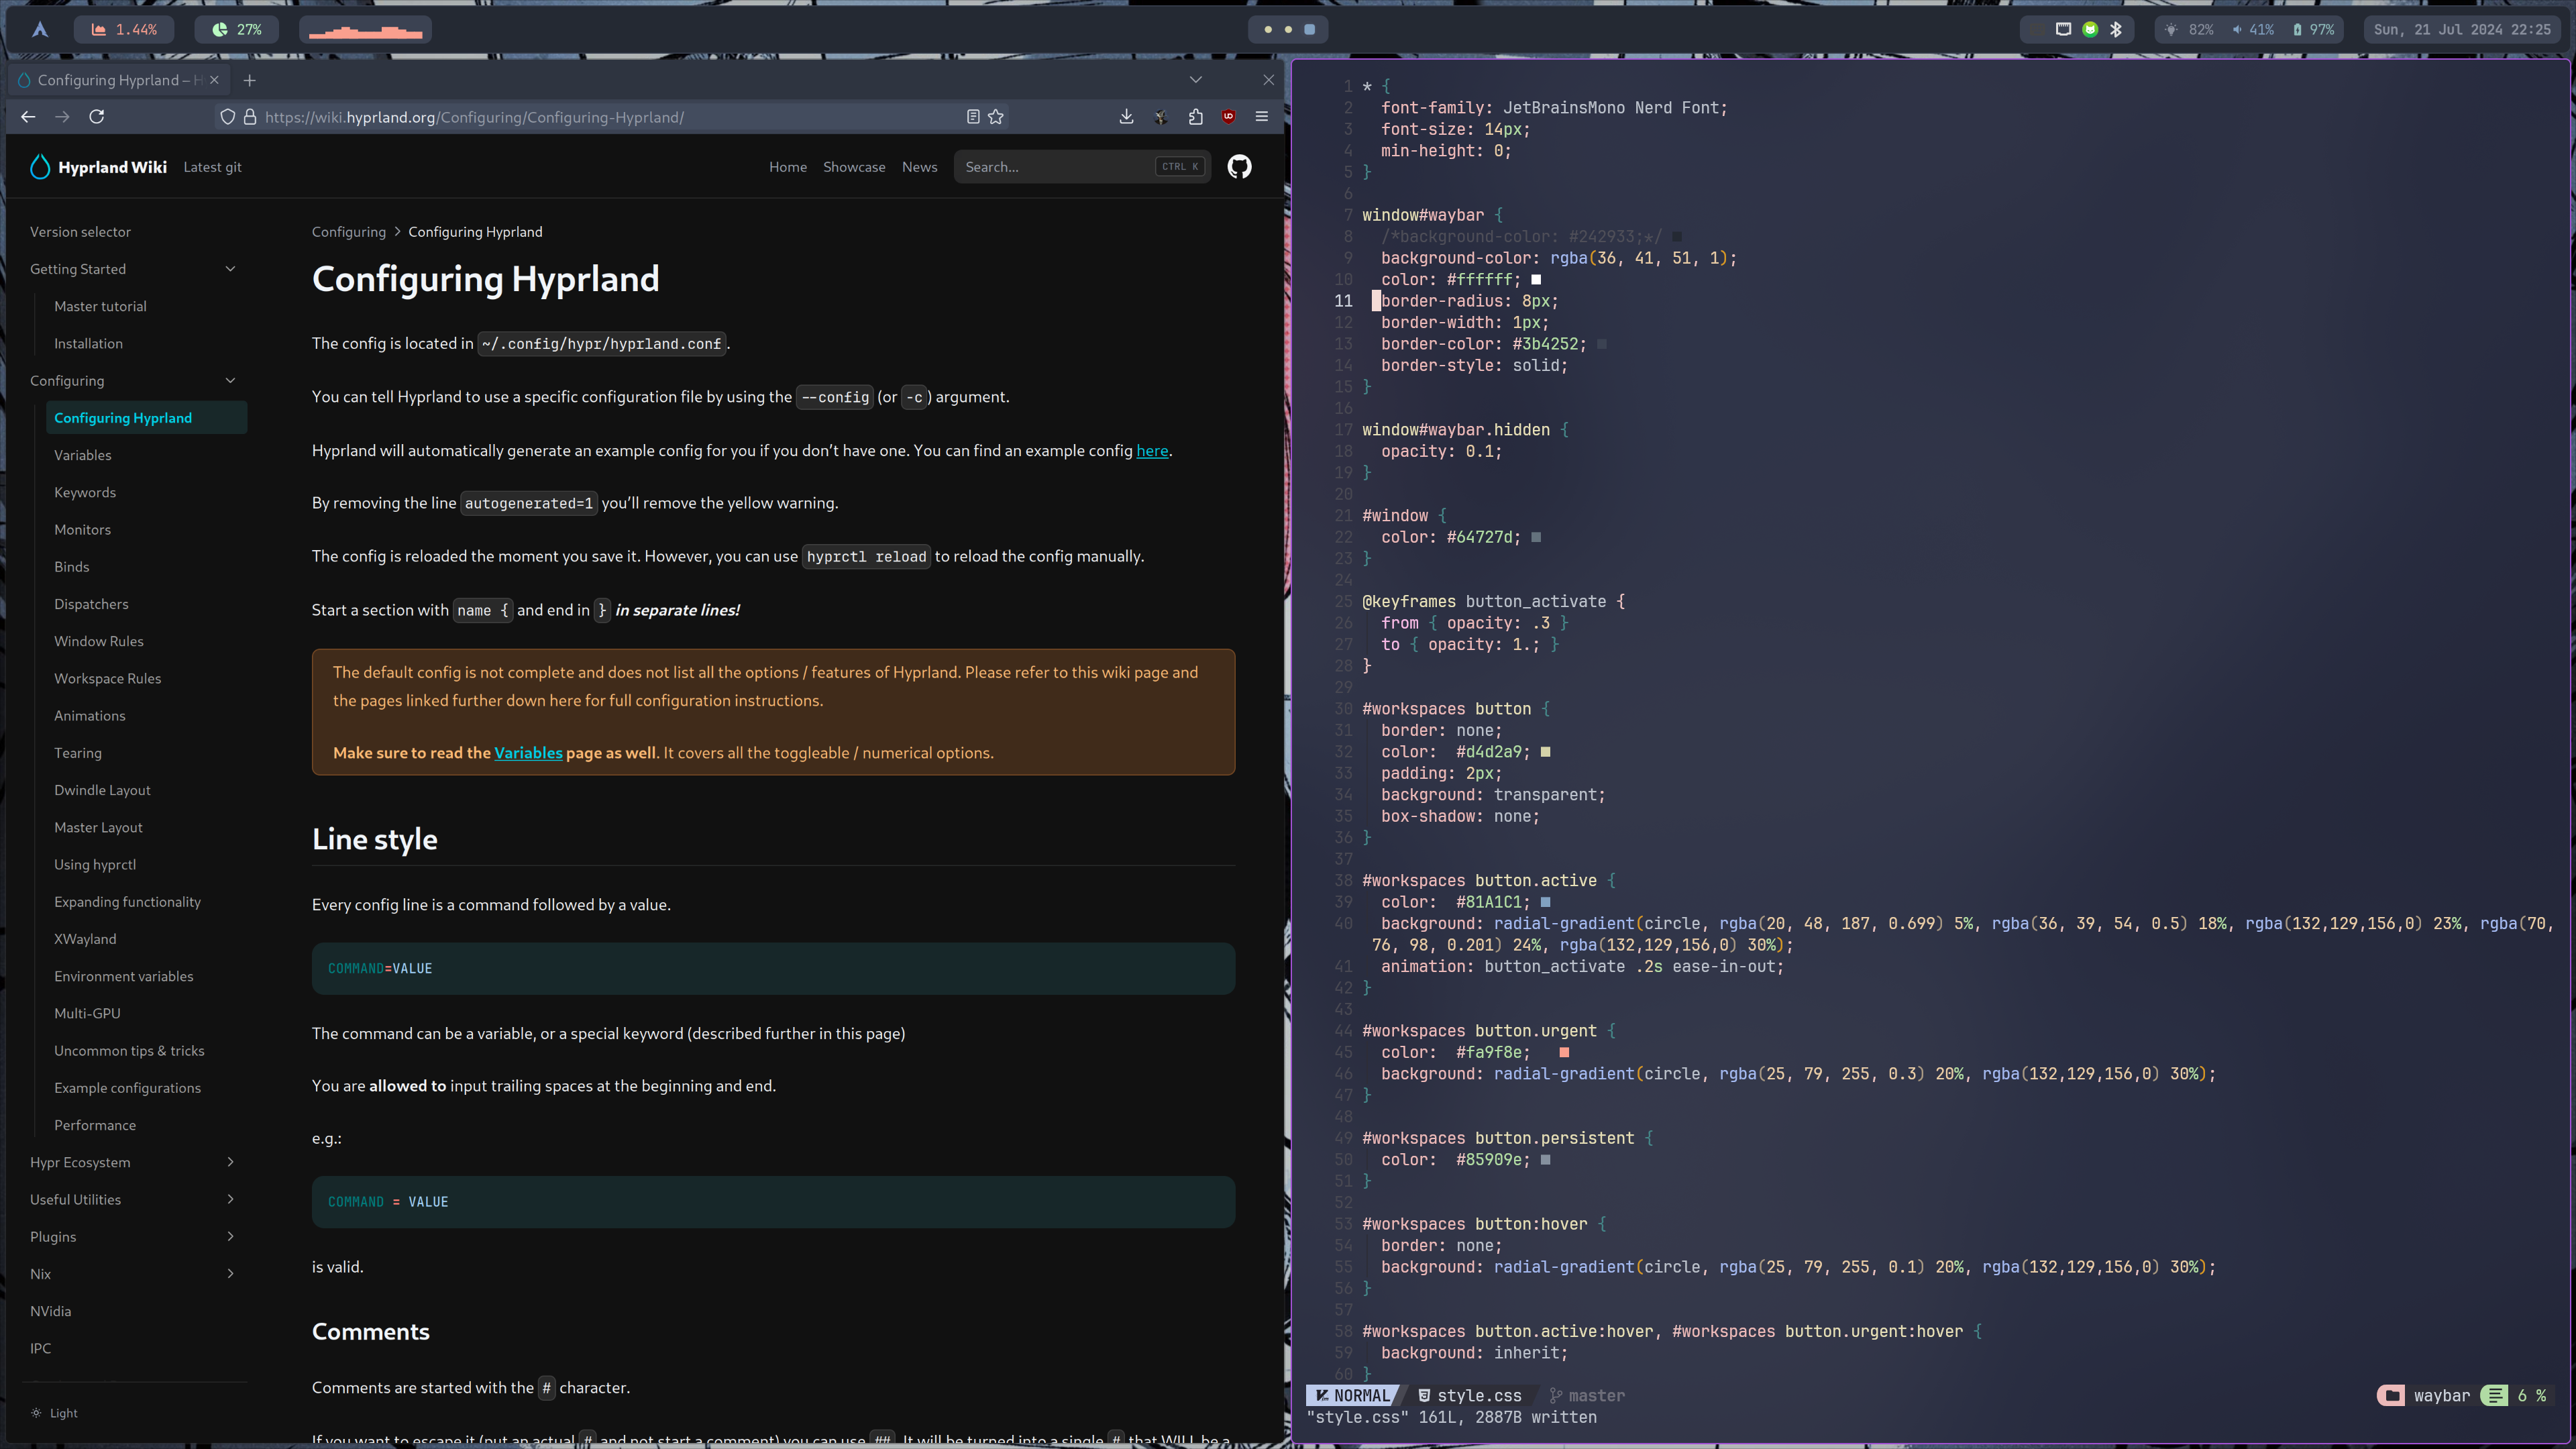 1.44%
27%
82%
41%
97%
Sun, 21 Jul 2024 22:25
Configuring Hyprland – H
https://wiki.hyprland.org/Configuring/Configuring-Hyprland/
Hyprland Wiki
Latest git
Home
Showcase
News
Search...
CTRL K
Version selector
Getting Started
Master tutorial
Installation
Configuring
Configuring Hyprland
Variables
Keywords
Monitors
Binds
Dispatchers
Window Rules
Workspace Rules
Animations
Tearing
Dwindle Layout
Master Layout
Using hyprctl
Expanding functionality
XWayland
Environment variables
Multi-GPU
Uncommon tips & tricks
Example configurations
Performance
Hypr Ecosystem
Useful Utilities
Plugins
Nix
NVidia
IPC
Light
Configuring > Configuring Hyprland
Configuring Hyprland
The config is located in ~/.config/hypr/hyprland.conf.
You can tell Hyprland to use a specific configuration file by using the --config (or -c) argument.
Hyprland will automatically generate an example config for you if you don’t have one. You can find an example config here.
By removing the line autogenerated=1 you’ll remove the yellow warning.
The config is reloaded the moment you save it. However, you can use hyprctl reload to reload the config manually.
Start a section with name { and end in } in separate lines!
The default config is not complete and does not list all the options / features of Hyprland. Please refer to this wiki page and
the pages linked further down here for full configuration instructions.
Make sure to read the Variables page as well. It covers all the toggleable / numerical options.
Line style
Every config line is a command followed by a value.
COMMAND=VALUE
The command can be a variable, or a special keyword (described further in this page)
You are allowed to input trailing spaces at the beginning and end.
e.g.:
COMMAND = VALUE
is valid.
Comments
Comments are started with the # character.
If you want to escape it (put an actual # and not start a comment) you can use ##. It will be turned into a single # that WILL be a
1 * {
2 font-family: JetBrainsMono Nerd Font;
3 font-size: 14px;
4 min-height: 0;
5 }
6
7 window#waybar {
8 /*background-color: #242933;*/
9 background-color: rgba(36, 41, 51, 1);
10 color: #ffffff;
11 border-radius: 8px;
12 border-width: 1px;
13 border-color: #3b4252;
14 border-style: solid;
15 }
16
17 window#waybar.hidden {
18 opacity: 0.1;
19 }
20
21 #window {
22 color: #64727d;
23 }
24
25 @keyframes button_activate {
26 from { opacity: .3 }
27 to { opacity: 1.; }
28 }
29
30 #workspaces button {
31 border: none;
32 color:  #d4d2a9;
33 padding: 2px;
34 background: transparent;
35 box-shadow: none;
36 }
37
38 #workspaces button.active {
39 color:  #81A1C1;
40 background: radial-gradient(circle, rgba(20, 48, 187, 0.699) 5%, rgba(36, 39, 54, 0.5) 18%, rgba(132,129,156,0) 23%, rgba(70,
76, 98, 0.201) 24%, rgba(132,129,156,0) 30%);
41 animation: button_activate .2s ease-in-out;
42 }
43
44 #workspaces button.urgent {
45 color:  #fa9f8e;
46 background: radial-gradient(circle, rgba(25, 79, 255, 0.3) 20%, rgba(132,129,156,0) 30%);
47 }
48
49 #workspaces button.persistent {
50 color:  #85909e;
51 }
52
53 #workspaces button:hover {
54 border: none;
55 background: radial-gradient(circle, rgba(25, 79, 255, 0.1) 20%, rgba(132,129,156,0) 30%);
56 }
57
58 #workspaces button.active:hover, #workspaces button.urgent:hover {
59 background: inherit;
60 }
NORMAL style.css master waybar 6 %
"style.css" 161L, 2887B written